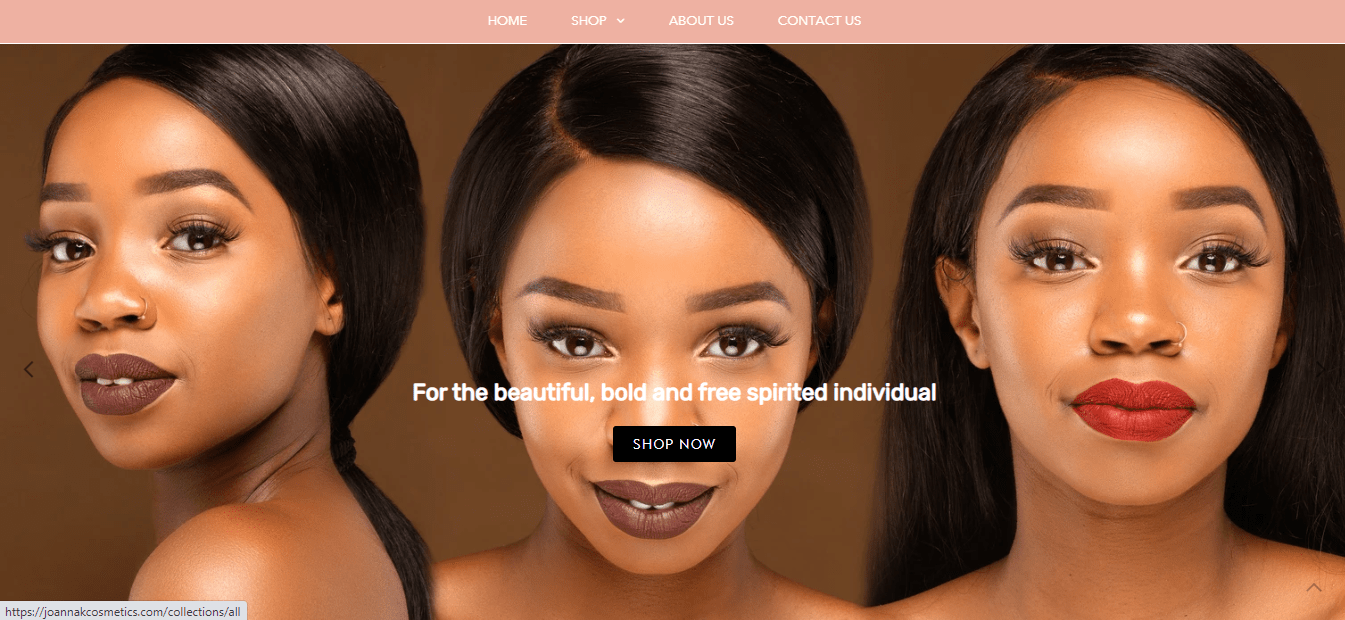 HOME SHOP ABOUT US CONTACT US
For the beautiful, bold and free spirited individual
SHOP NOW
https://joannakcosmetics.com/collections/all